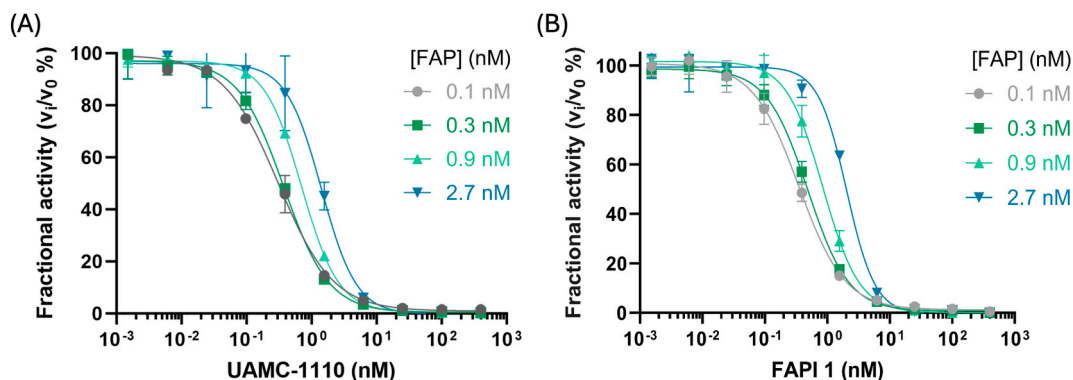 (A)
Fractional activity (vᵢ/v₀ %)
100
80
60
40
20
0
10⁻³ 10⁻² 10⁻¹ 10⁰ 10¹ 10² 10³
UAMC-1110 (nM)
[FAP] (nM)
0.1 nM
0.3 nM
0.9 nM
2.7 nM
(B)
Fractional activity (vᵢ/v₀ %)
100
80
60
40
20
0
10⁻³ 10⁻² 10⁻¹ 10⁰ 10¹ 10² 10³
FAPI 1 (nM)
[FAP] (nM)
0.1 nM
0.3 nM
0.9 nM
2.7 nM